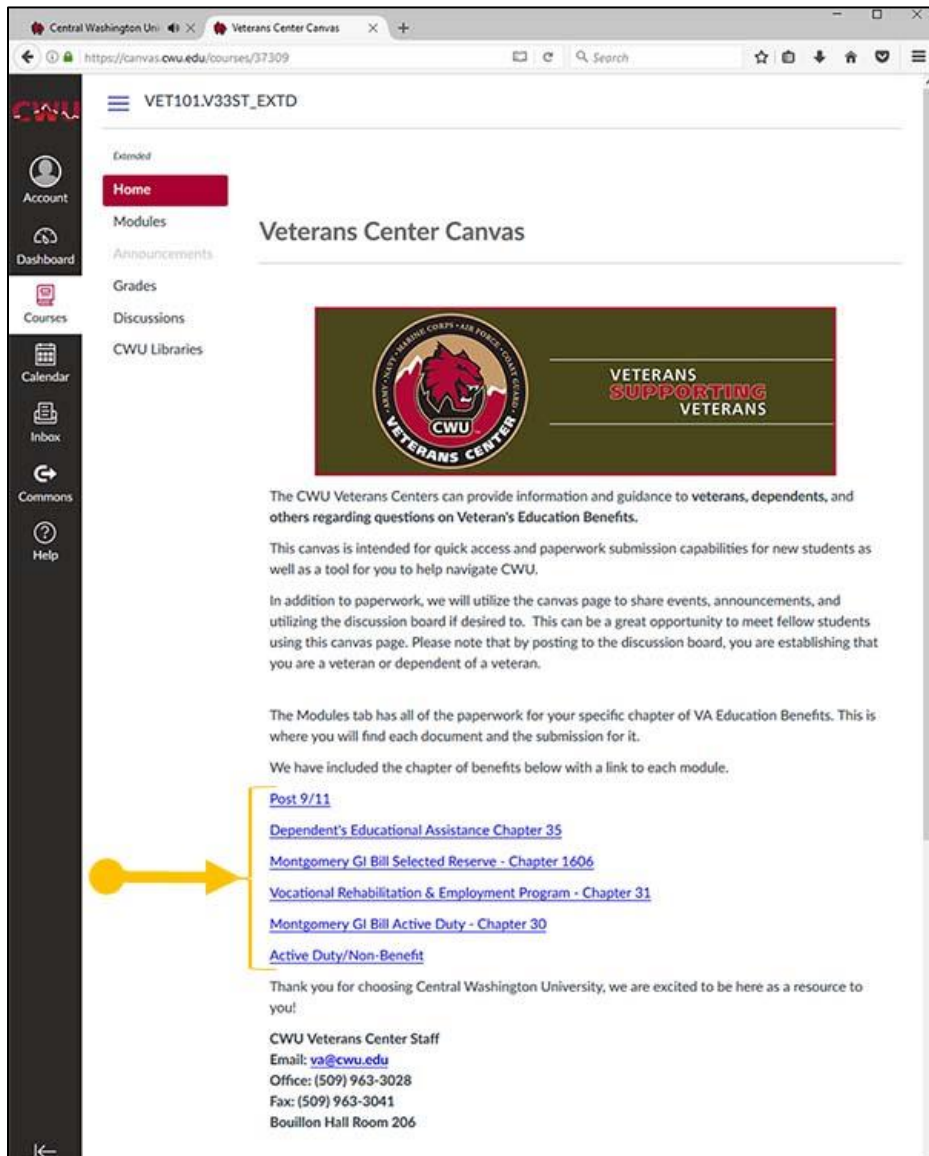 Central Washington Uni
Veterans Center Canvas
https://canvas.cwu.edu/courses/37309
Search
CWU
VET101.V33ST_EXTD
Account
Dashboard
Courses
Calendar
Inbox
Commons
Help
Extended
Home
Modules
Announcements
Grades
Discussions
CWU Libraries
Veterans Center Canvas
ARMY · NAVY · MARINE CORPS · AIR FORCE · COAST GUARD
CWU
VETERANS CENTER
VETERANS
SUPPORTING
VETERANS
The CWU Veterans Centers can provide information and guidance to veterans, dependents, and
others regarding questions on Veteran's Education Benefits.
This canvas is intended for quick access and paperwork submission capabilities for new students as
well as a tool for you to help navigate CWU.
In addition to paperwork, we will utilize the canvas page to share events, announcements, and
utilizing the discussion board if desired to. This can be a great opportunity to meet fellow students
using this canvas page. Please note that by posting to the discussion board, you are establishing that
you are a veteran or dependent of a veteran.
The Modules tab has all of the paperwork for your specific chapter of VA Education Benefits. This is
where you will find each document and the submission for it.
We have included the chapter of benefits below with a link to each module.
Post 9/11
Dependent's Educational Assistance Chapter 35
Montgomery GI Bill Selected Reserve - Chapter 1606
Vocational Rehabilitation & Employment Program - Chapter 31
Montgomery GI Bill Active Duty - Chapter 30
Active Duty/Non-Benefit
Thank you for choosing Central Washington University, we are excited to be here as a resource to
you!
CWU Veterans Center Staff
Email: va@cwu.edu
Office: (509) 963-3028
Fax: (509) 963-3041
Bouillon Hall Room 206